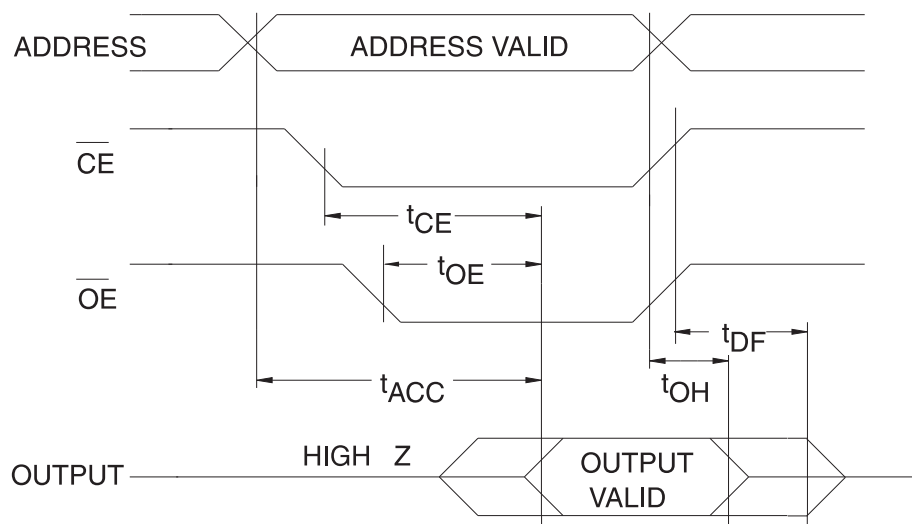 ADDRESS
ADDRESS VALID
CE
tCE
tOE
OE
tDF
tACC
tOH
HIGH Z
OUTPUT
OUTPUT
VALID